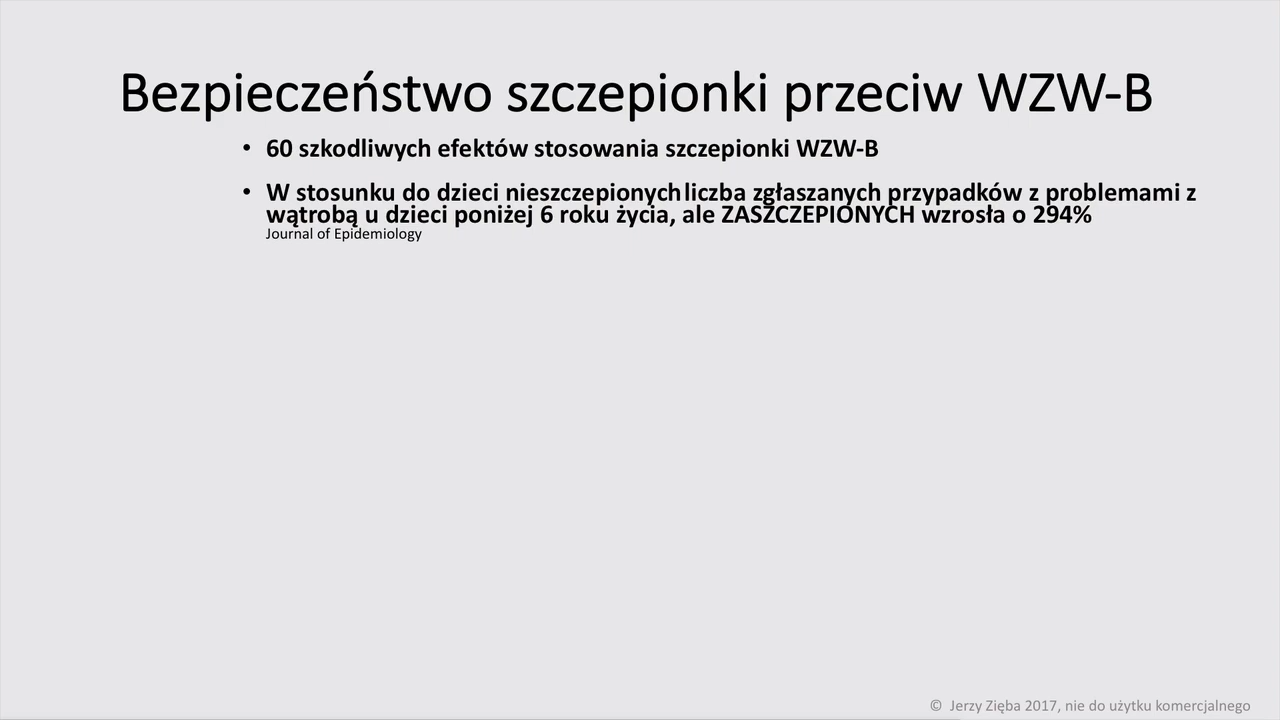 Bezpieczeństwo szczepionki przeciw WZW-B
• 60 szkodliwych efektów stosowania szczepionki WZW-B
• W stosunku do dzieci nieszczepionych liczba zgłaszanych przypadków z problemami z
wątrobą u dzieci poniżej 6 roku życia, ale ZASZCZEPIONYCH wzrosła o 294%
Journal of Epidemiology
© Jerzy Zięba 2017, nie do użytku komercjalnego